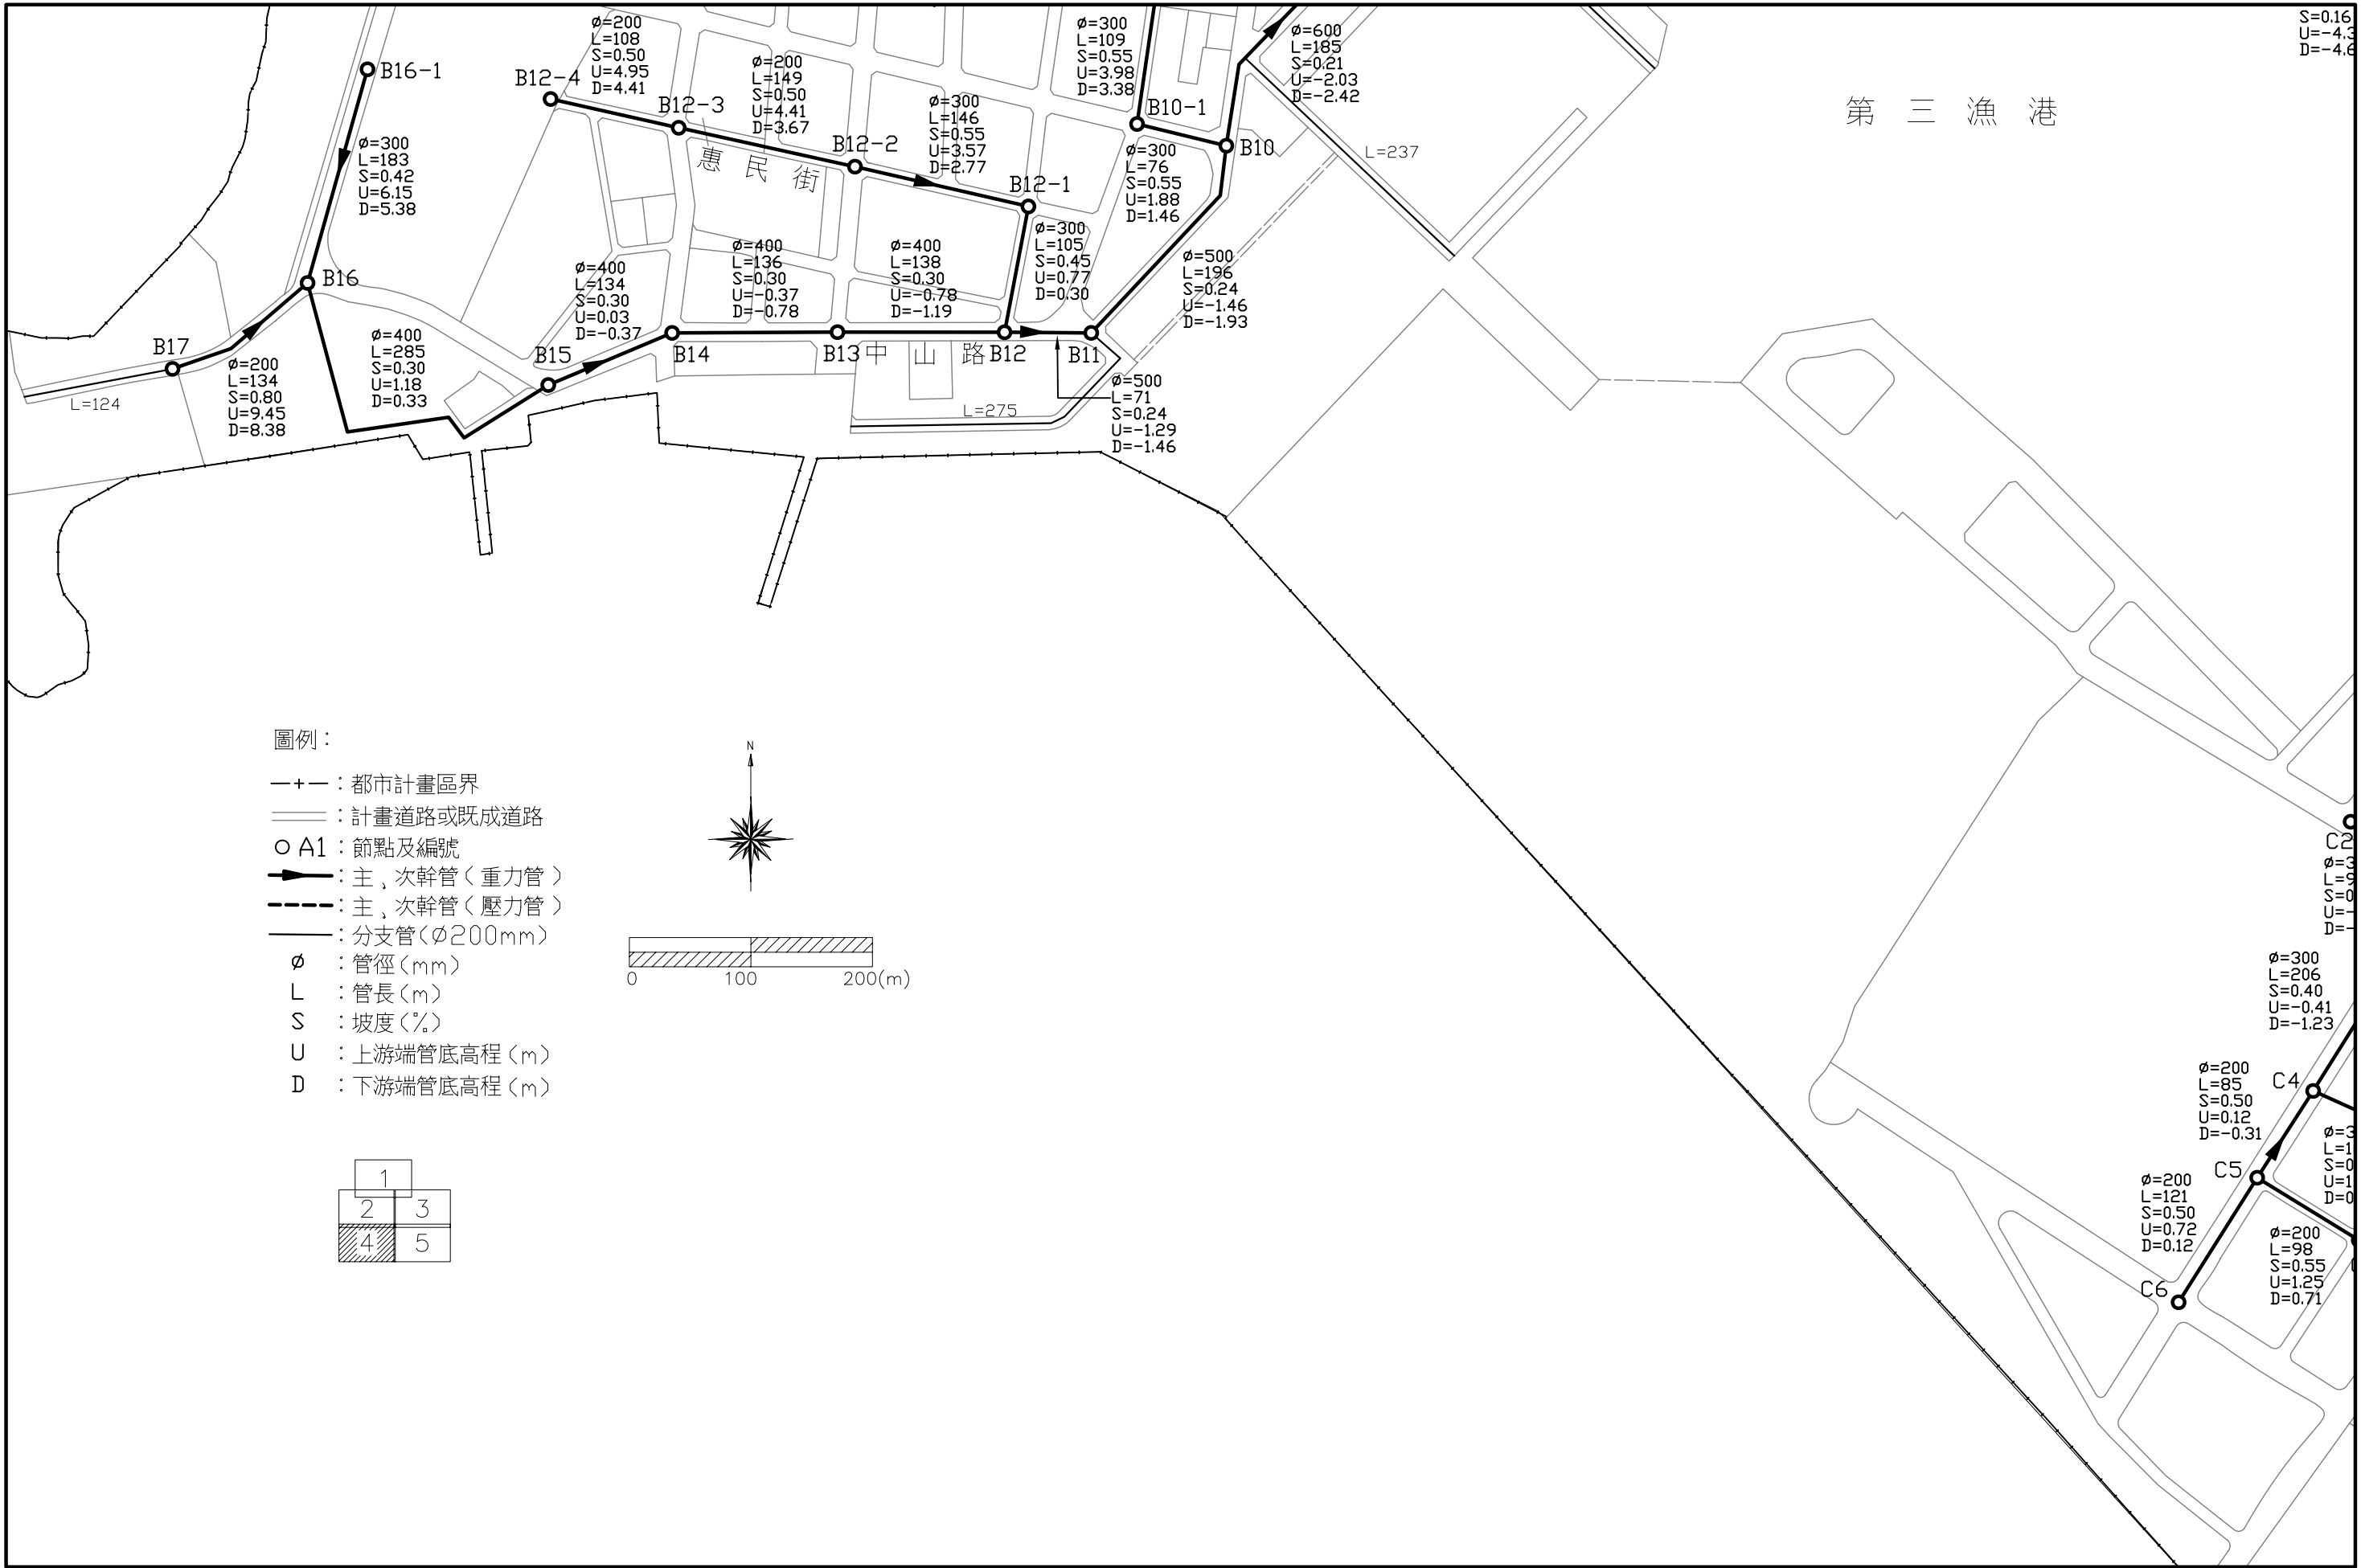 B16-1
φ=300
L=183
S=0.42
U=6.15
D=5.38
B16
B17
L=124
φ=200
L=134
S=0.80
U=9.45
D=8.38
φ=400
L=285
S=0.30
U=1.18
D=0.33
B12-4
φ=200
L=108
S=0.50
U=4.95
D=4.41
B12-3
φ=200
L=149
S=0.50
U=4.41
D=3.67
B12-2
惠民街
φ=300
L=146
S=0.55
U=3.57
D=2.77
B12-1
φ=300
L=109
S=0.55
U=3.98
D=3.38
B10-1
φ=300
L=76
S=0.55
U=1.88
D=1.46
B10
φ=600
L=185
S=0.21
U=-2.03
D=-2.42
L=237
第三漁港
S=0.16
B15
φ=400
L=134
S=0.30
U=0.03
D=-0.37
B14
φ=400
L=136
S=0.30
U=-0.37
D=-0.78
B13
中山路
φ=400
L=138
S=0.30
U=-0.78
D=-1.19
B12
φ=300
L=105
S=0.45
U=0.77
D=0.30
B11
φ=500
L=196
S=0.24
U=-1.46
D=-1.93
φ=500
L=71
S=0.24
U=-1.29
D=-1.46
L=275
圖例：
：都市計畫區界
：計畫道路或既成道路
A1：節點及編號
：主、次幹管（重力管）
：主、次幹管（壓力管）
：分支管(Ø200mm)
φ：管徑(mm)
L：管長(m)
S：坡度(%)
U：上游端管底高程(m)
D：下游端管底高程(m)
N
0 100 200(m)
1
2 3
4 5
C2
φ=300
L=206
S=0.40
U=-0.41
D=-1.23
C4
φ=200
L=85
S=0.50
U=0.12
D=-0.31
C5
φ=200
L=121
S=0.50
U=0.72
D=0.12
C6
φ=200
L=98
S=0.55
U=1.25
D=0.71